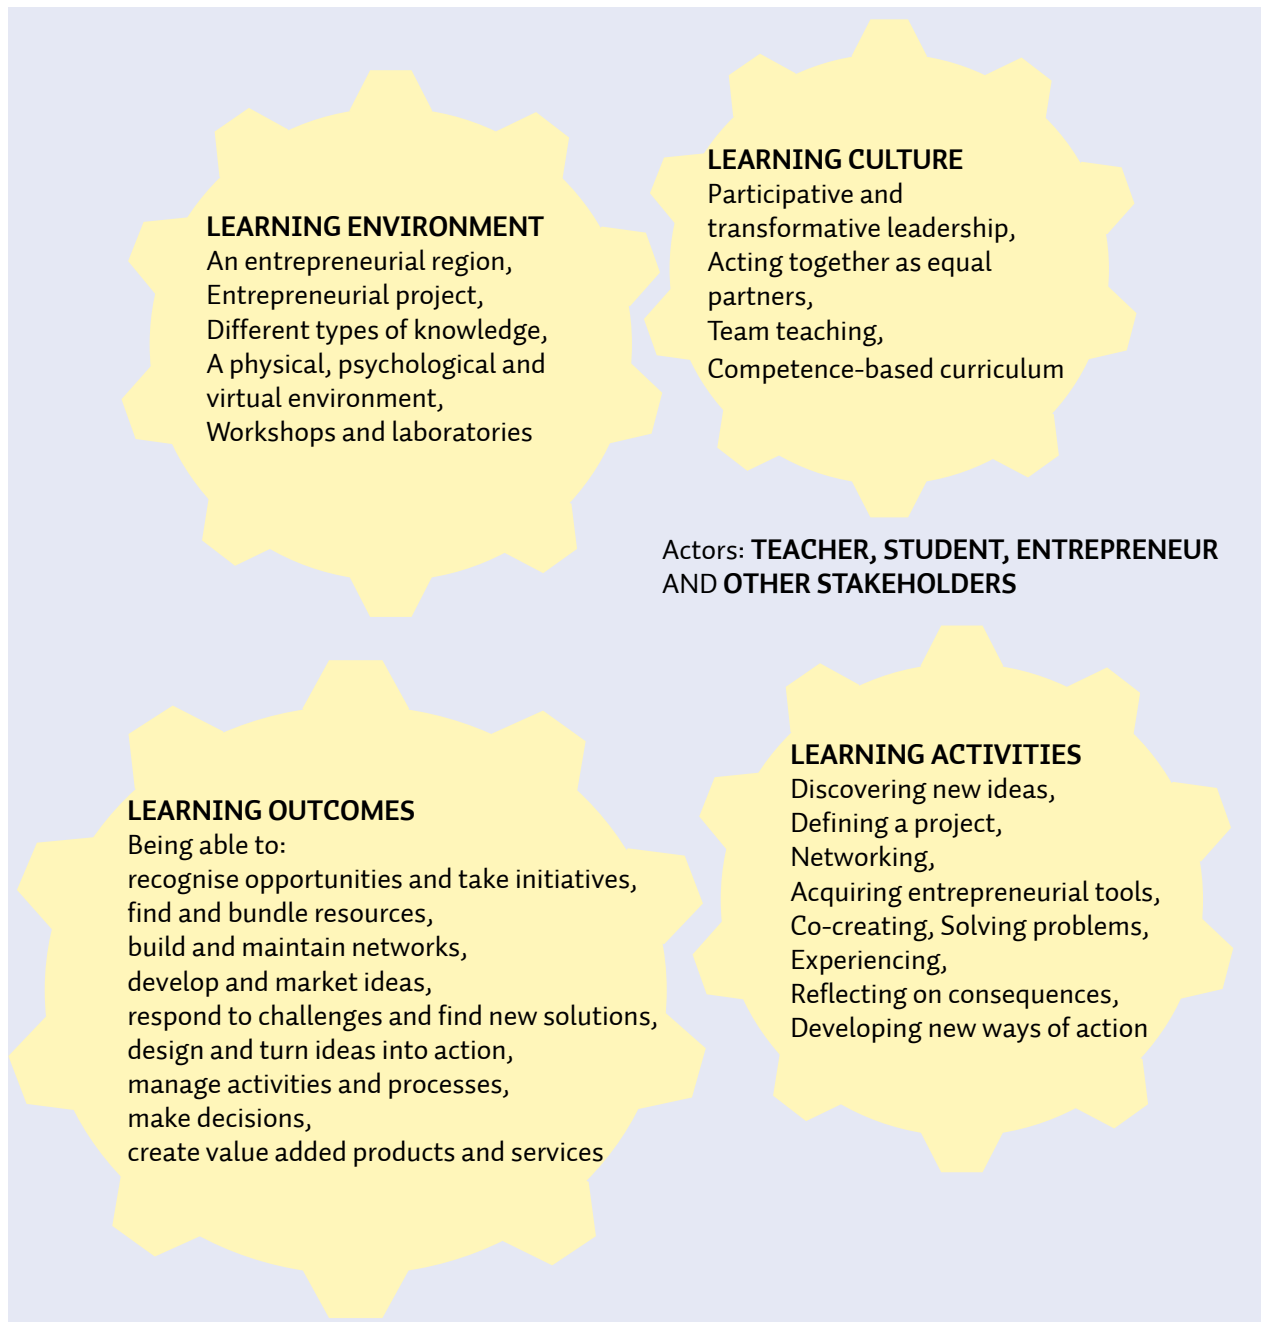 LEARNING ENVIRONMENT
An entrepreneurial region,
Entrepreneurial project,
Different types of knowledge,
A physical, psychological and
virtual environment,
Workshops and laboratories
LEARNING CULTURE
Participative and
transformative leadership,
Acting together as equal
partners,
Team teaching,
Competence-based curriculum
Actors: TEACHER, STUDENT, ENTREPRENEUR
AND OTHER STAKEHOLDERS
LEARNING OUTCOMES
Being able to:
recognise opportunities and take initiatives,
find and bundle resources,
build and maintain networks,
develop and market ideas,
respond to challenges and find new solutions,
design and turn ideas into action,
manage activities and processes,
make decisions,
create value added products and services
LEARNING ACTIVITIES
Discovering new ideas,
Defining a project,
Networking,
Acquiring entrepreneurial tools,
Co-creating, Solving problems,
Experiencing,
Reflecting on consequences,
Developing new ways of action